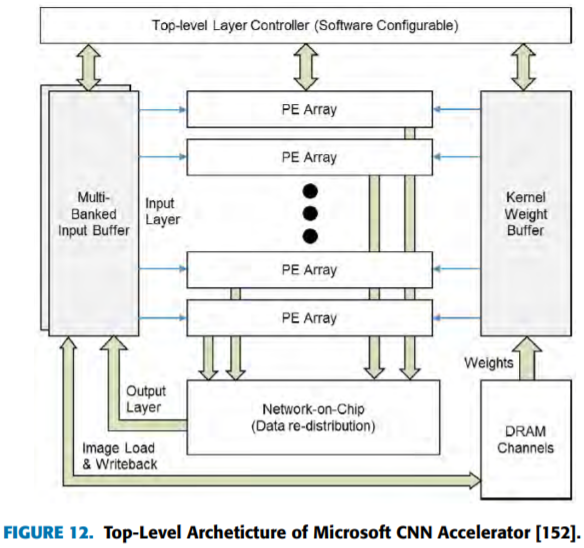 Top-level Layer Controller (Software Configurable)
PE Array
PE Array
Multi-
Banked
Input Buffer
Input
Layer
Kernel
Weight
Buffer
PE Array
PE Array
Weights
Output
Layer
Network-on-Chip
(Data re-distribution)
DRAM
Channels
Image Load
& Writeback
FIGURE 12. Top-Level Archeticture of Microsoft CNN Accelerator [152].